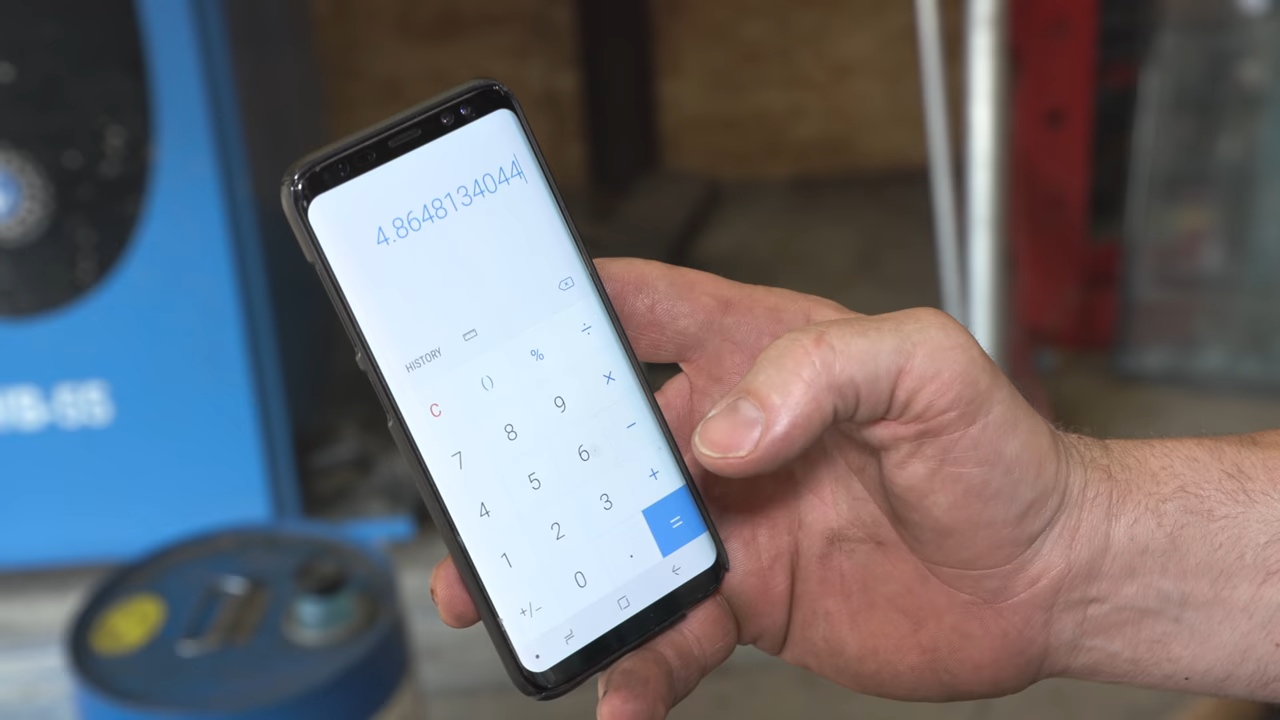 4.8648134044
HISTORY
C () % ÷
7 8 9 ×
4 5 6 −
1 2 3 +
+/− 0 . =